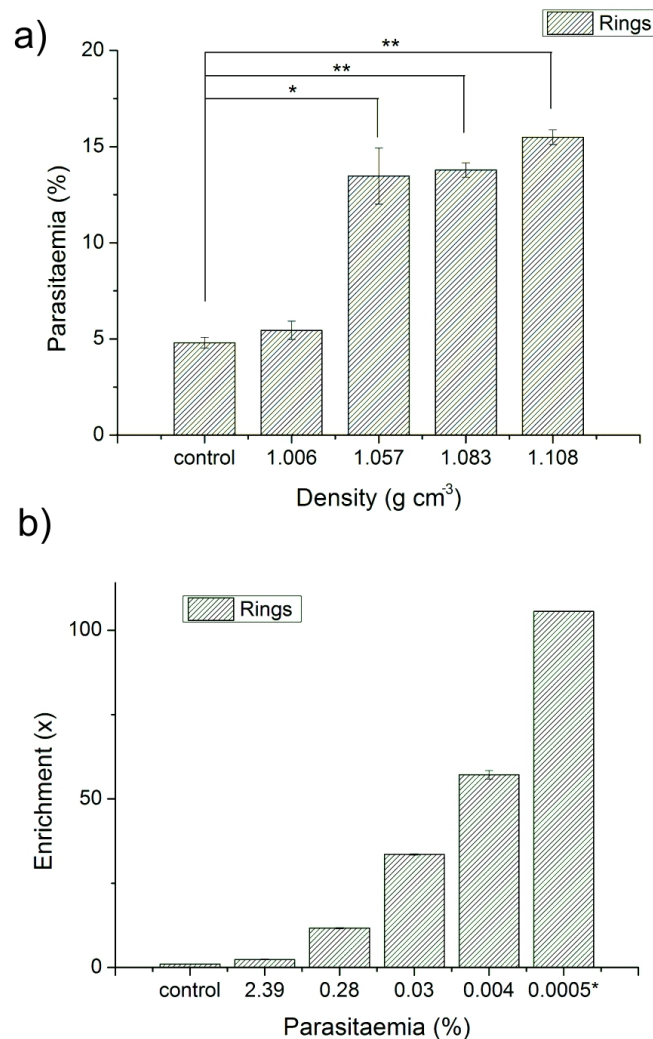 a)
Rings
**
**
*
20
15
10
5
0
Parasitaemia (%)
control 1.006 1.057 1.083 1.108
Density (g cm⁻³)
b)
Rings
100
50
0
Enrichment (x)
control 2.39 0.28 0.03 0.004 0.0005*
Parasitaemia (%)